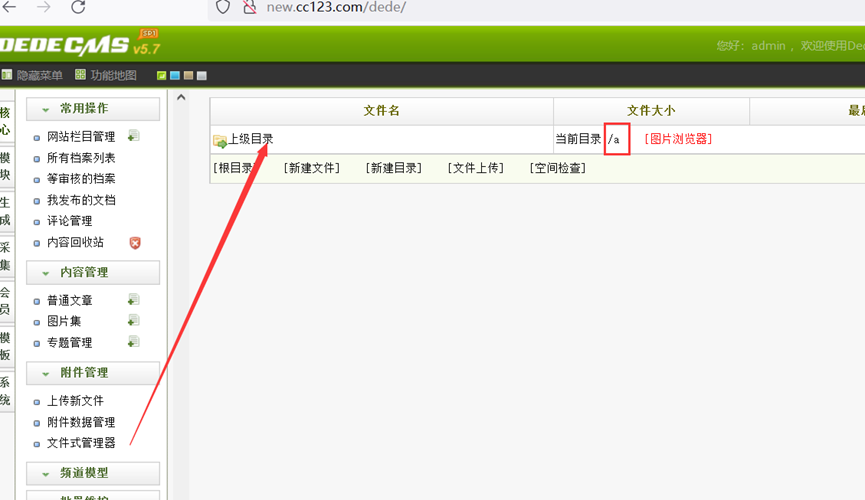 new.cc123.com/dede/
DEDECMS v5.7 SP1
您好: admin , 欢迎使用De
隐藏菜单 功能地图
核心
模块
生成
采集
会员
模板
系统
常用操作
网站栏目管理
所有档案列表
等审核的档案
我发布的文档
评论管理
内容回收站
内容管理
普通文章
图片集
专题管理
附件管理
上传新文件
附件数据管理
文件式管理器
频道模型
文件名 文件大小 最
上级目录 当前目录 /a [图片浏览器]
[根目录] [新建文件] [新建目录] [文件上传] [空间检查]